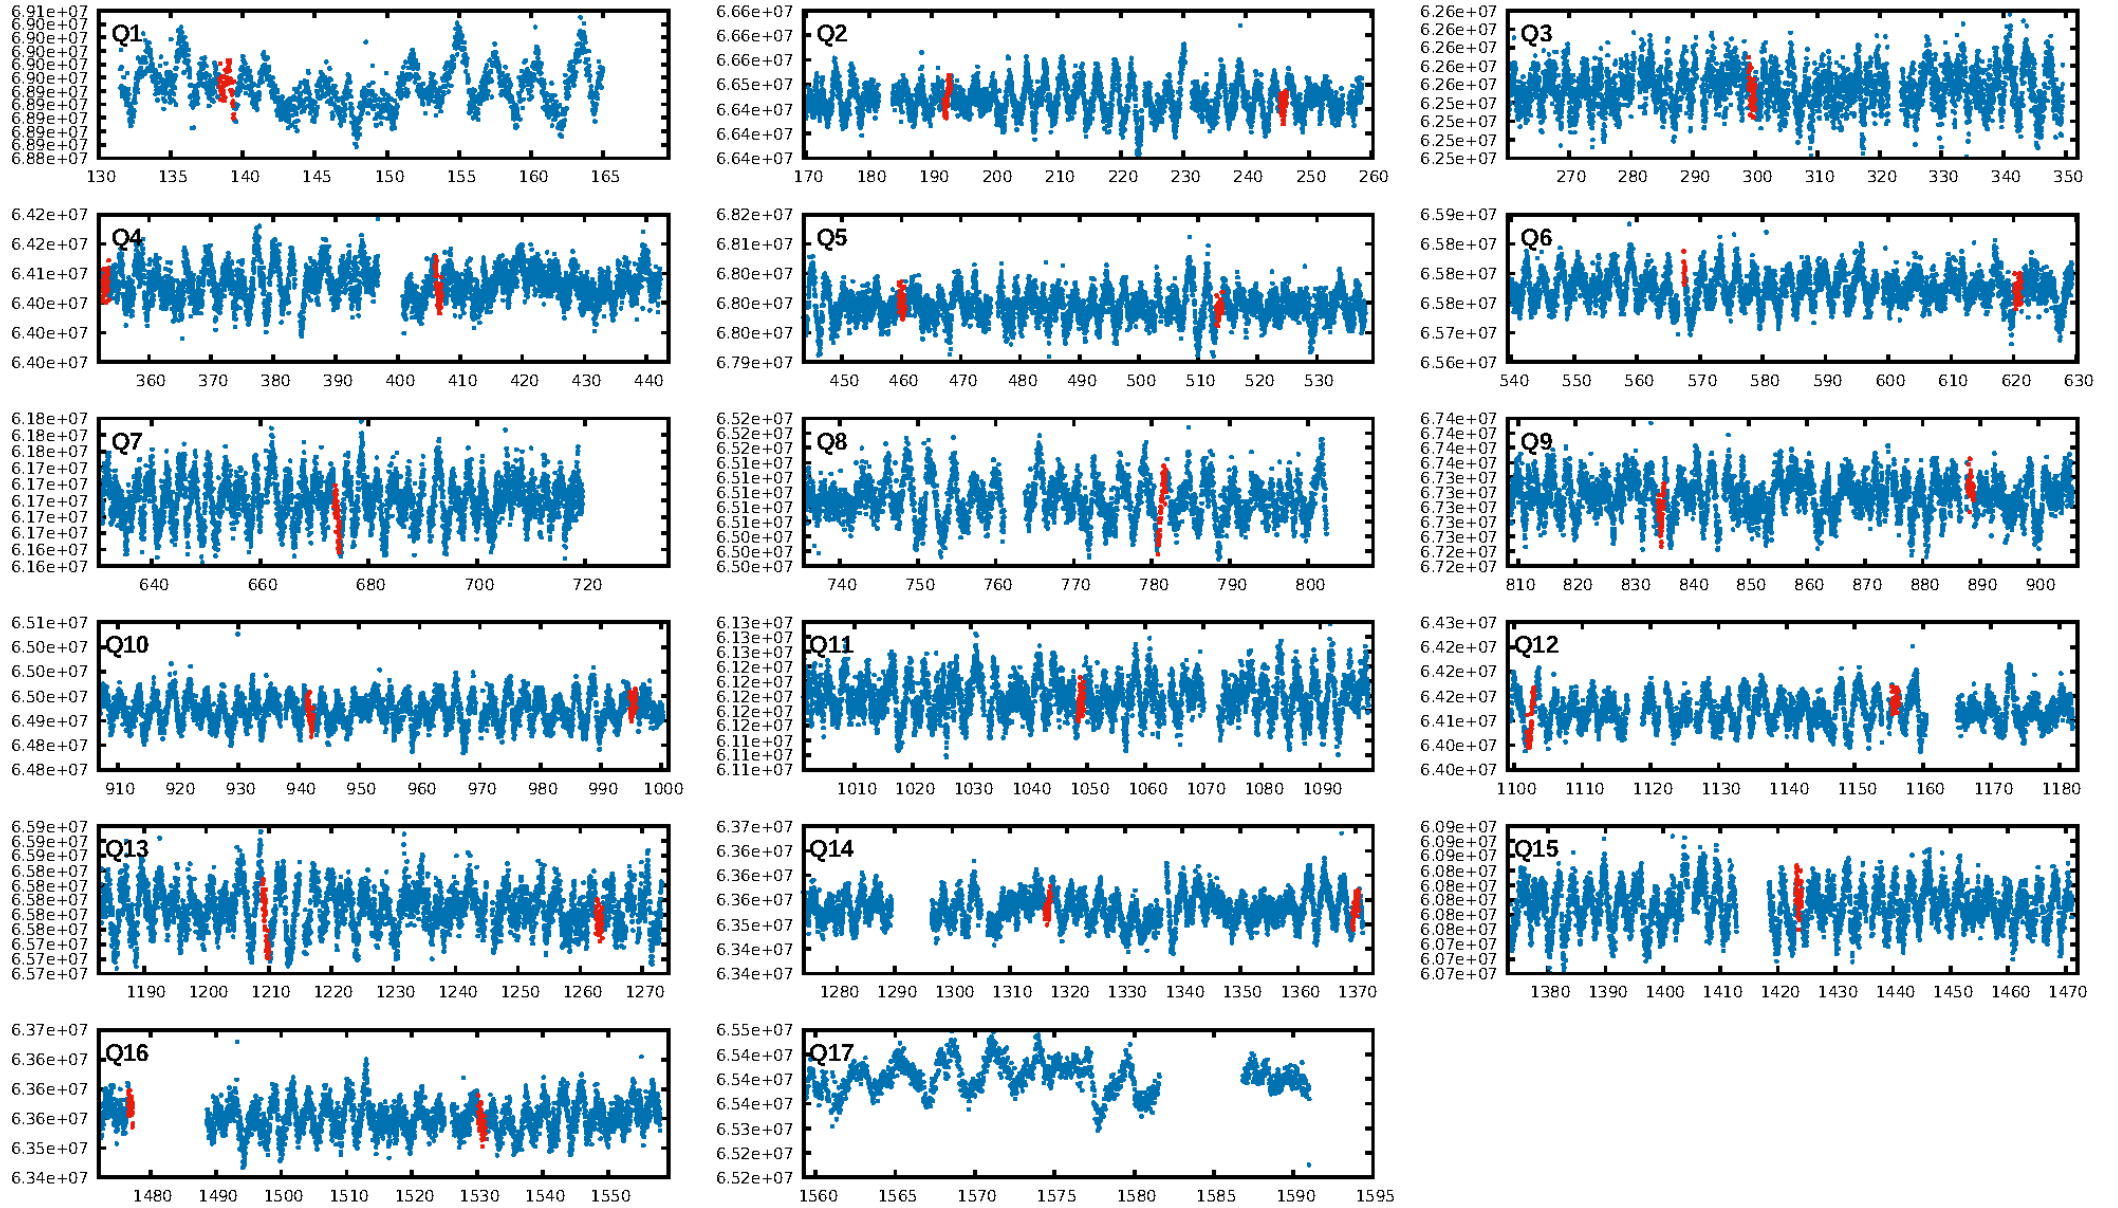 6.91e+07
6.90e+07
6.90e+07
6.90e+07
6.90e+07
6.90e+07
6.89e+07
6.89e+07
6.89e+07
6.89e+07
6.89e+07
6.88e+07
Q1
130 135 140 145 150 155 160 165
6.66e+07
6.66e+07
6.66e+07
6.65e+07
6.64e+07
6.64e+07
6.64e+07
Q2
170 180 190 200 210 220 230 240 250 260
6.26e+07
6.26e+07
6.26e+07
6.26e+07
6.26e+07
6.25e+07
6.25e+07
6.25e+07
6.25e+07
Q3
270 280 290 300 310 320 330 340 350
6.42e+07
6.42e+07
6.41e+07
6.40e+07
6.40e+07
6.40e+07
Q4
360 370 380 390 400 410 420 430 440
6.82e+07
6.81e+07
6.80e+07
6.80e+07
6.80e+07
6.79e+07
Q5
450 460 470 480 490 500 510 520 530
6.59e+07
6.58e+07
6.58e+07
6.58e+07
6.57e+07
6.56e+07
Q6
540 550 560 570 580 590 600 610 620 630
6.18e+07
6.18e+07
6.18e+07
6.17e+07
6.17e+07
6.17e+07
6.17e+07
6.17e+07
6.16e+07
6.16e+07
Q7
640 660 680 700 720
6.52e+07
6.52e+07
6.52e+07
6.51e+07
6.51e+07
6.51e+07
6.51e+07
6.51e+07
6.50e+07
6.50e+07
6.50e+07
Q8
740 750 760 770 780 790 800
6.74e+07
6.74e+07
6.74e+07
6.74e+07
6.73e+07
6.73e+07
6.73e+07
6.73e+07
6.73e+07
6.72e+07
6.72e+07
Q9
810 820 830 840 850 860 870 880 890 900
6.51e+07
6.50e+07
6.50e+07
6.50e+07
6.49e+07
6.48e+07
6.48e+07
Q10
910 920 930 940 950 960 970 980 990 1000
6.13e+07
6.13e+07
6.13e+07
6.12e+07
6.12e+07
6.12e+07
6.12e+07
6.12e+07
6.11e+07
6.11e+07
6.11e+07
Q11
1010 1020 1030 1040 1050 1060 1070 1080 1090
6.43e+07
6.42e+07
6.42e+07
6.42e+07
6.41e+07
6.40e+07
6.40e+07
Q12
1100 1110 1120 1130 1140 1150 1160 1170 1180
6.59e+07
6.59e+07
6.59e+07
6.58e+07
6.58e+07
6.58e+07
6.58e+07
6.58e+07
6.57e+07
6.57e+07
6.57e+07
Q13
1190 1200 1210 1220 1230 1240 1250 1260 1270
6.37e+07
6.36e+07
6.36e+07
6.36e+07
6.35e+07
6.34e+07
6.34e+07
Q14
1280 1290 1300 1310 1320 1330 1340 1350 1360 1370
6.09e+07
6.09e+07
6.09e+07
6.08e+07
6.08e+07
6.08e+07
6.08e+07
6.08e+07
6.07e+07
6.07e+07
6.07e+07
Q15
1380 1390 1400 1410 1420 1430 1440 1450 1460 1470
6.37e+07
6.36e+07
6.36e+07
6.36e+07
6.35e+07
6.34e+07
Q16
1480 1490 1500 1510 1520 1530 1540 1550
6.55e+07
6.54e+07
6.54e+07
6.54e+07
6.53e+07
6.52e+07
6.52e+07
Q17
1560 1565 1570 1575 1580 1585 1590 1595